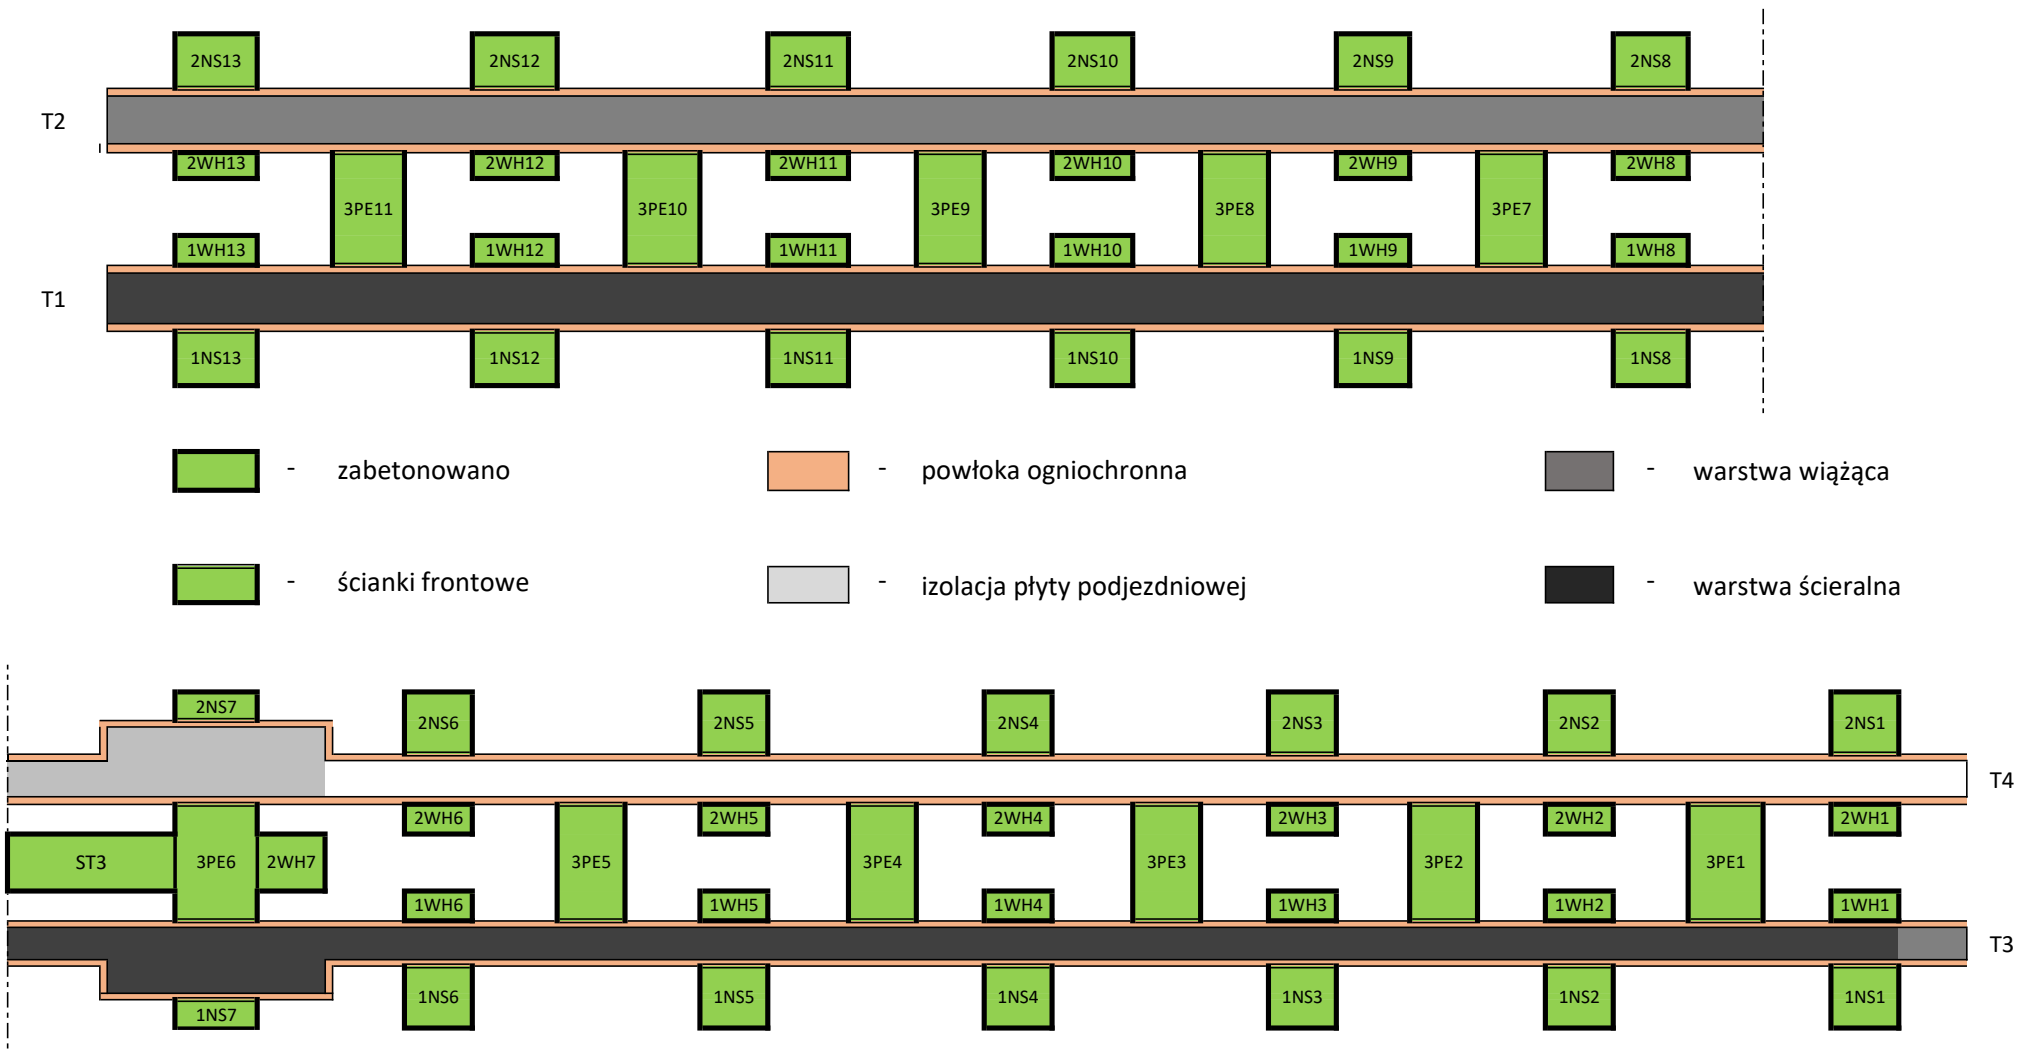 2NS13 2NS12 2NS11 2NS10 2NS9 2NS8
T2
2WH13 2WH12 2WH11 2WH10 2WH9 2WH8
3PE11 3PE10 3PE9 3PE8 3PE7
1WH13 1WH12 1WH11 1WH10 1WH9 1WH8
T1
1NS13 1NS12 1NS11 1NS10 1NS9 1NS8
- zabetonowano - powłoka ogniochronna - warstwa wiążąca
- ścianki frontowe - izolacja płyty podjezdniowej - warstwa ścieralna
2NS7 2NS6 2NS5 2NS4 2NS3 2NS2 2NS1
T4
2WH6 2WH5 2WH4 2WH3 2WH2 2WH1
ST3 3PE6 2WH7 3PE5 3PE4 3PE3 3PE2 3PE1
1WH6 1WH5 1WH4 1WH3 1WH2 1WH1
T3
1NS7 1NS6 1NS5 1NS4 1NS3 1NS2 1NS1